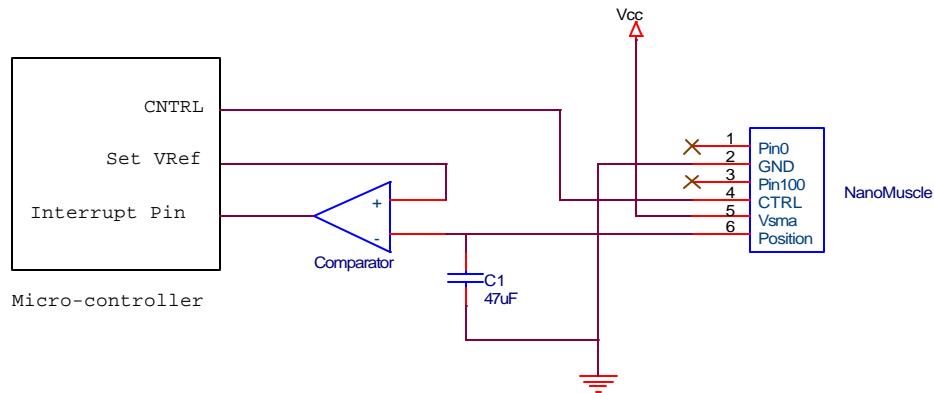 Vcc
CNTRL
Set VRef
Interrupt Pin
Micro-controller
+
-
Comparator
C1
47uF
1 Pin0
2 GND
3 Pin100
4 CTRL
5 Vsma
6 Position
NanoMuscle